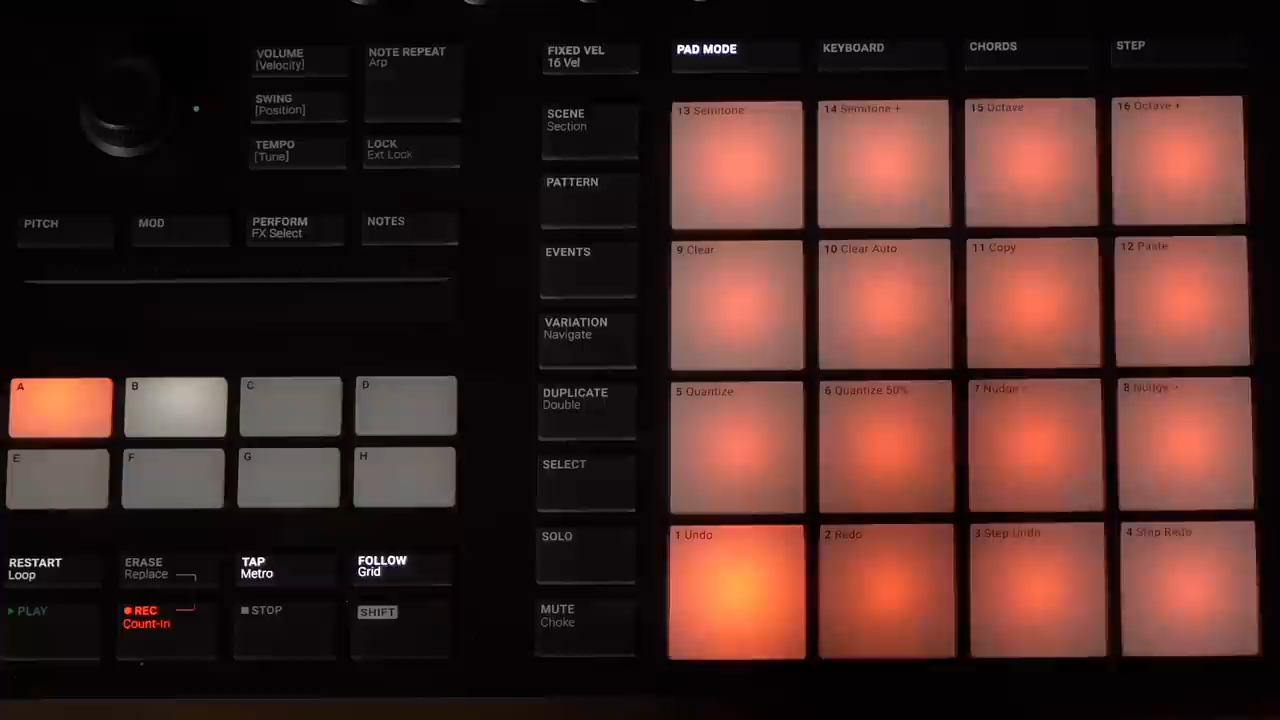 VOLUME
[Velocity]
NOTE REPEAT
Arp
SWING
[Position]
TEMPO
[Tune]
LOCK
Ext Lock
PITCH
MOD
PERFORM
FX Select
NOTES
A
B
C
D
E
F
G
H
RESTART
Loop
ERASE
Replace
TAP
Metro
FOLLOW
Grid
PLAY
REC
Count-In
STOP
SHIFT
FIXED VEL
16 Vel
SCENE
Section
PATTERN
EVENTS
VARIATION
Navigate
DUPLICATE
Double
SELECT
SOLO
MUTE
Choke
PAD MODE
KEYBOARD
CHORDS
STEP
13 Semitone -
14 Semitone +
15 Octave -
16 Octave +
9 Clear
10 Clear Auto
11 Copy
12 Paste
5 Quantize
6 Quantize 50%
7 Nudge -
8 Nudge +
1 Undo
2 Redo
3 Step Undo
4 Step Redo